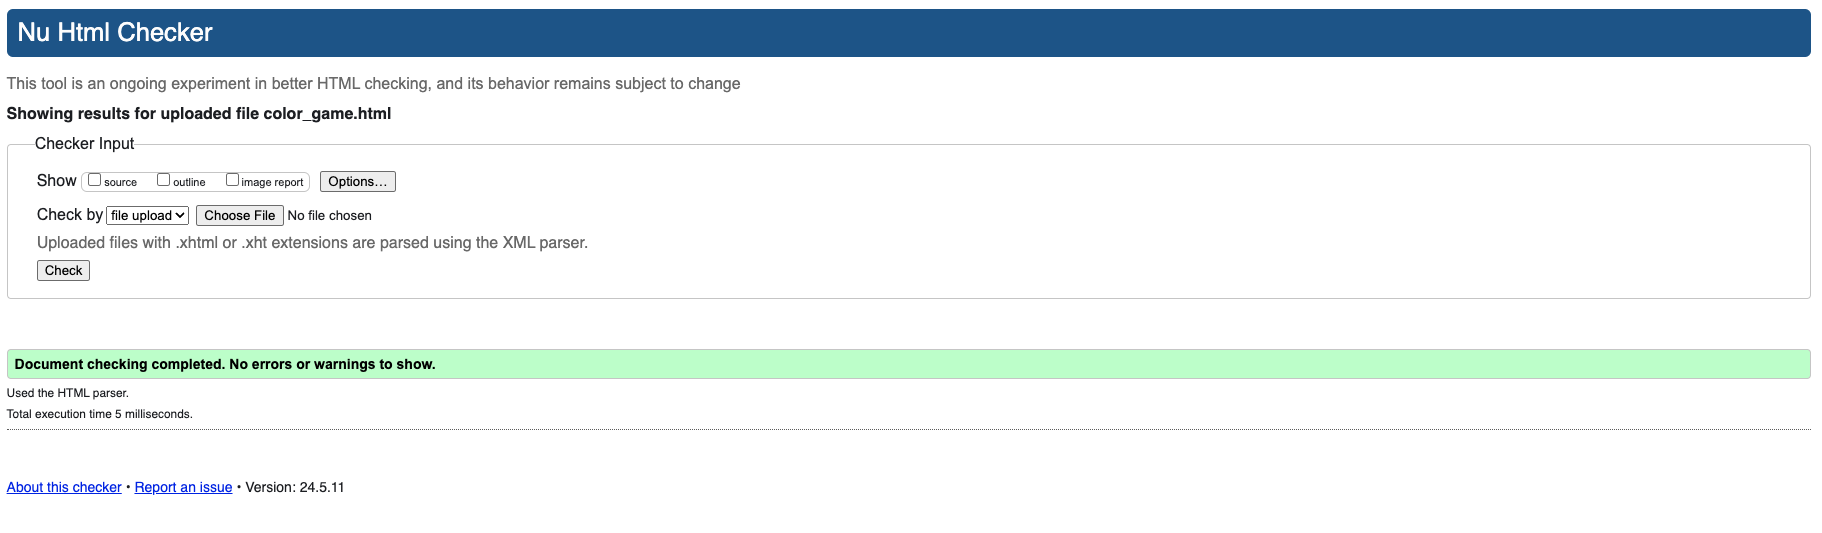 Nu Html Checker
This tool is an ongoing experiment in better HTML checking, and its behavior remains subject to change
Showing results for uploaded file color_game.html
Checker Input
Show source outline image report Options...
Check by file upload Choose File No file chosen
Uploaded files with .xhtml or .xht extensions are parsed using the XML parser.
Check
Document checking completed. No errors or warnings to show.
Used the HTML parser.
Total execution time 5 milliseconds.
About this checker • Report an issue • Version: 24.5.11